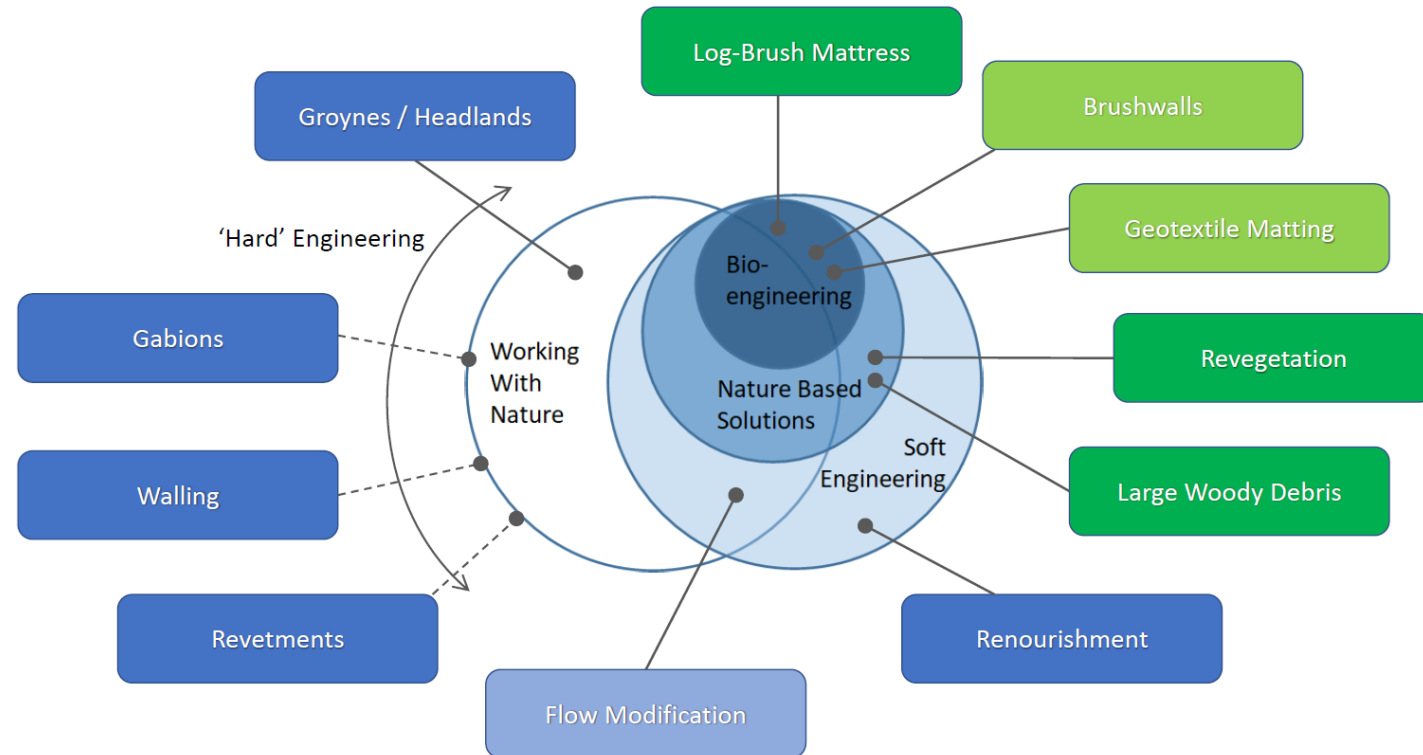 Log-Brush Mattress
Groynes / Headlands
Brushwalls
Geotextile Matting
'Hard' Engineering
Bio-
engineering
Gabions
Working
With
Nature
Revegetation
Nature Based
Solutions
Soft
Engineering
Walling
Large Woody Debris
Revetments
Renourishment
Flow Modification